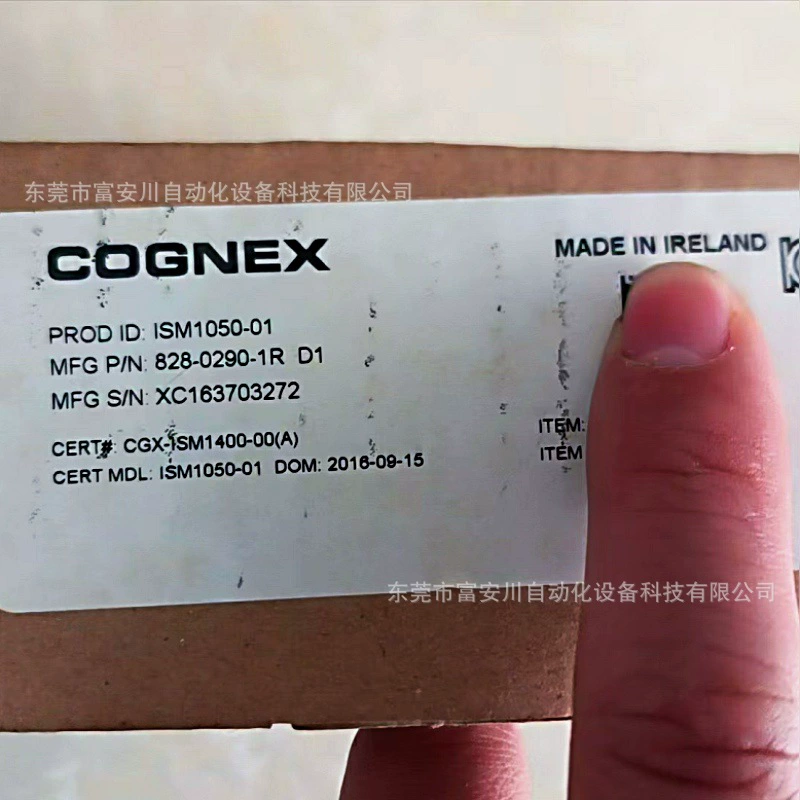 东莞市富安川自动化设备科技有限公司
COGNEX
MADE IN IRELAND
PROD ID: ISM1050-01
MFG P/N: 828-0290-1R D1
MFG S/N: XC163703272
CERT#: CGX-ISM1400-00(A)
CERT MDL: ISM1050-01 DOM: 2016-09-15
ITEM:
ITEM
东莞市富安川自动化设备科技有限公司